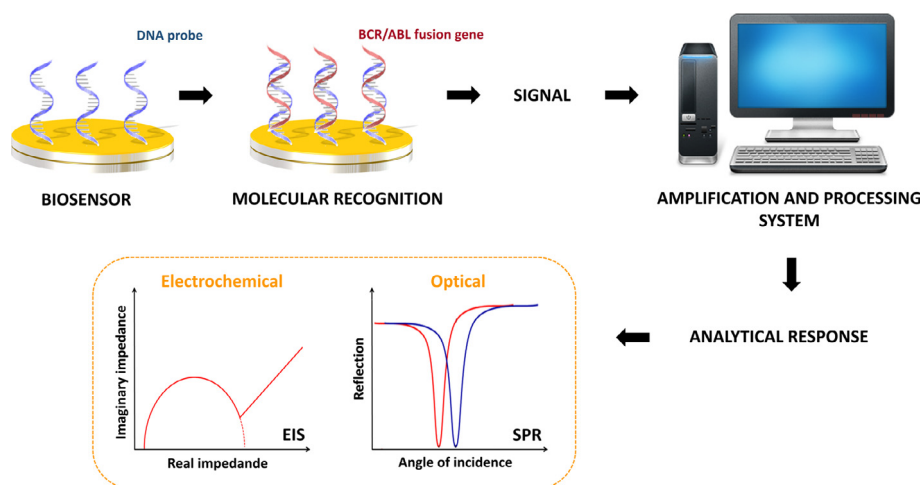 DNA probe
BCR/ABL fusion gene
SIGNAL
BIOSENSOR
MOLECULAR RECOGNITION
AMPLIFICATION AND PROCESSING
SYSTEM
Electrochemical
Optical
Imaginary impedance
EIS
Real impedande
Reflection
SPR
Angle of incidence
ANALYTICAL RESPONSE